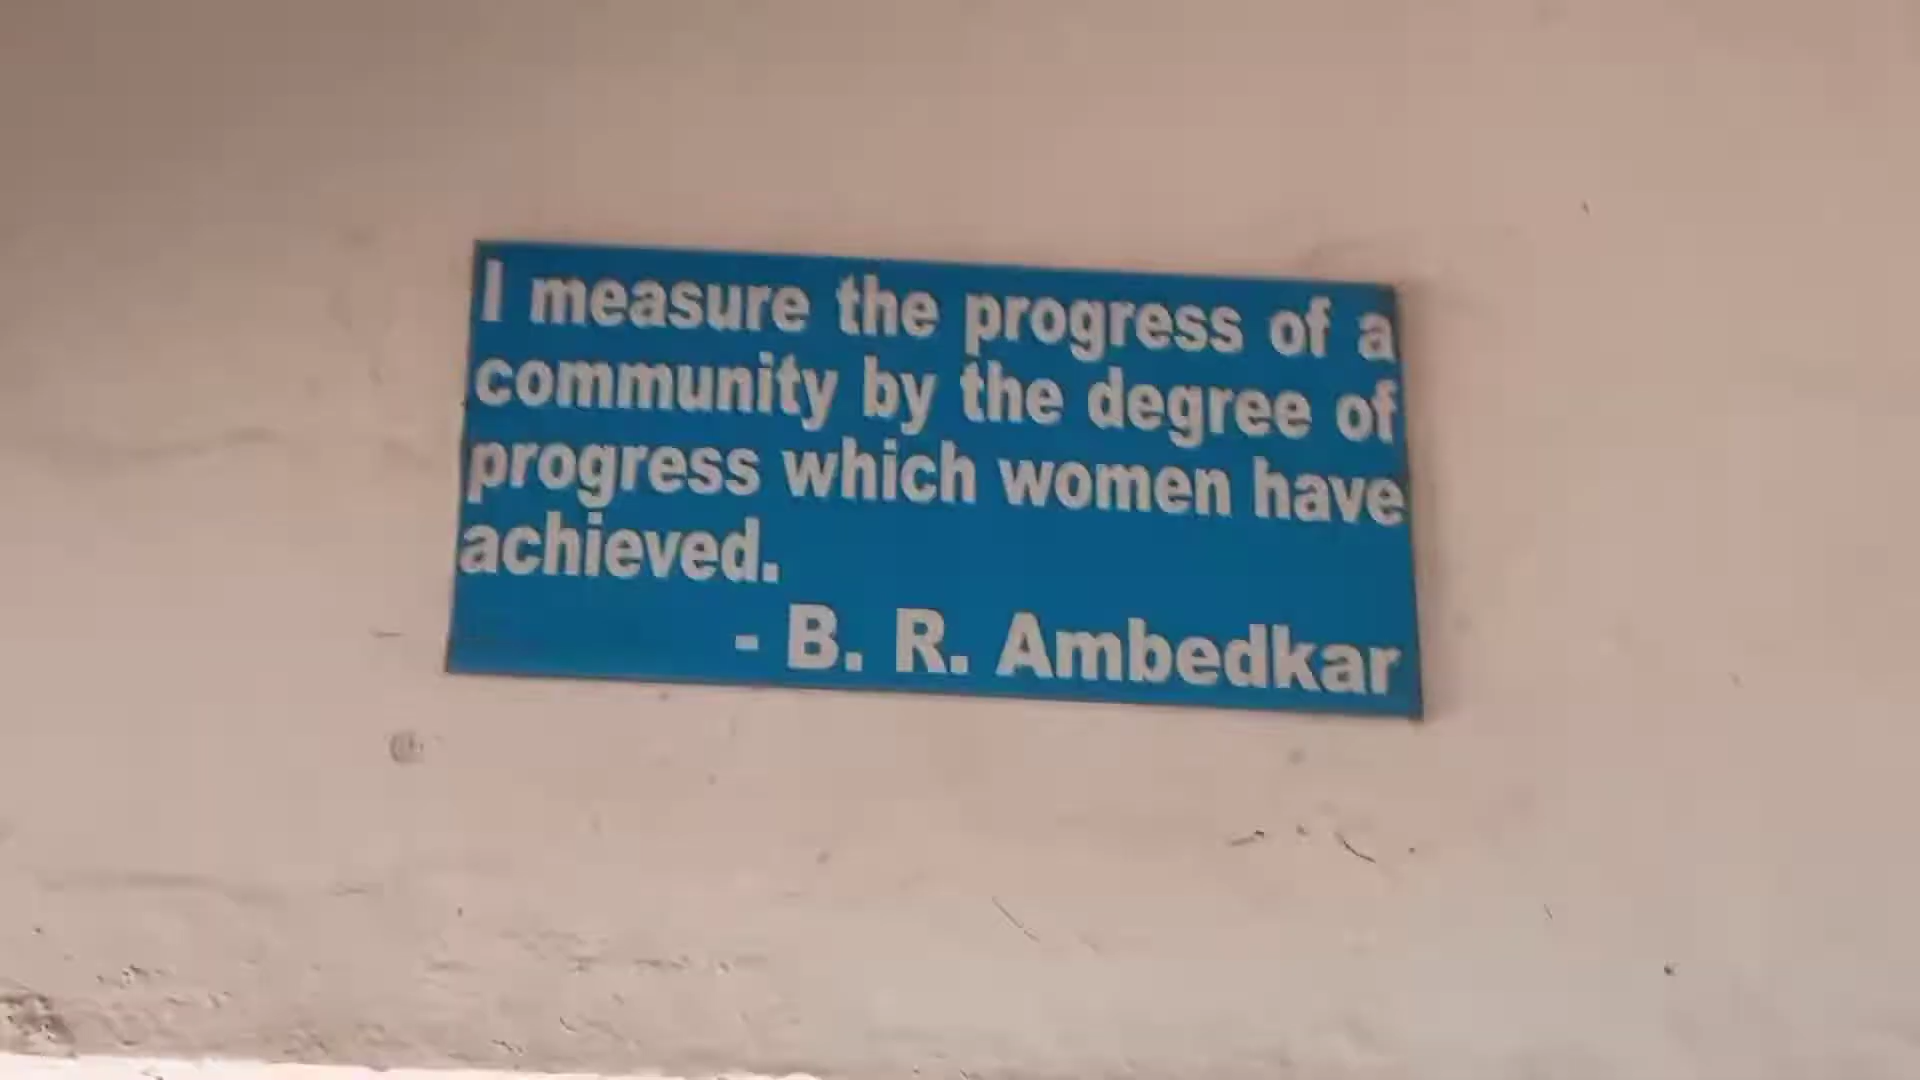 I measure the progress of a
community by the degree of
progress which women have
achieved.
- B. R. Ambedkar